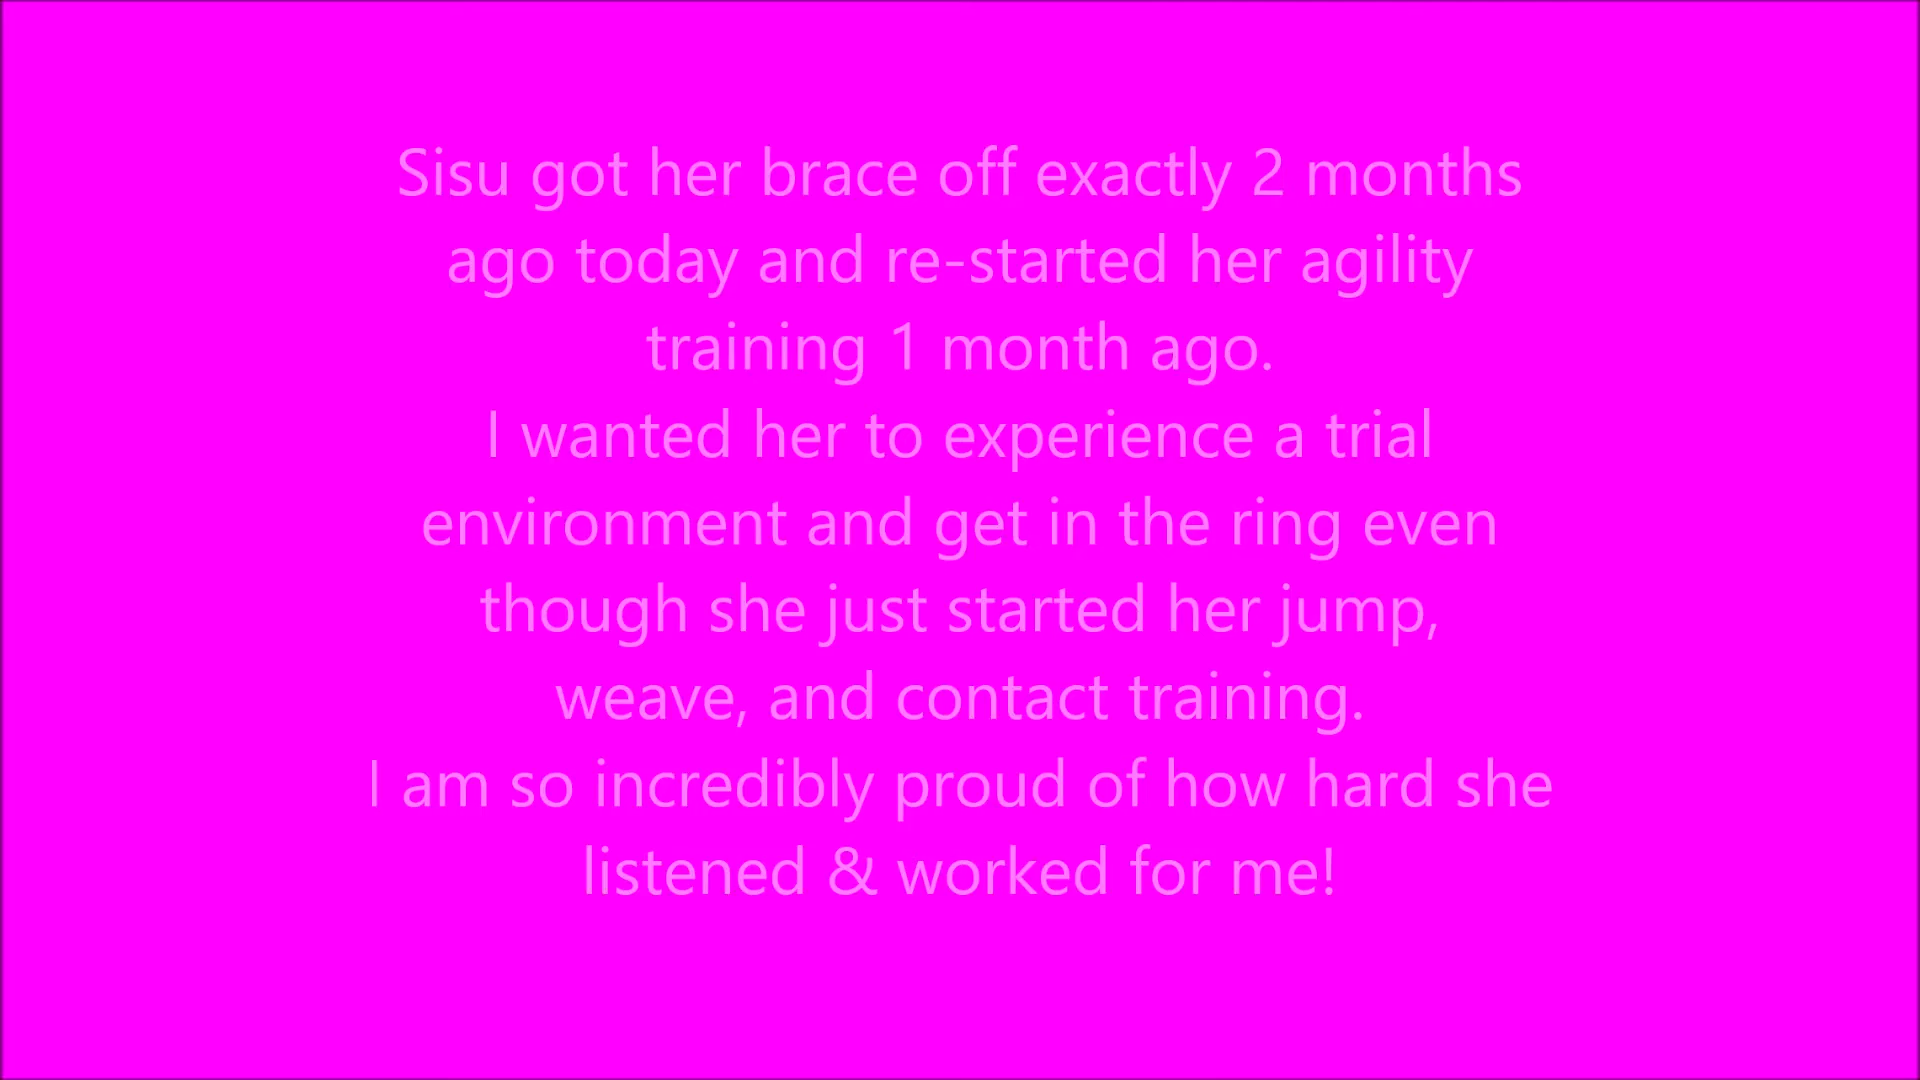 Sisu got her brace off exactly 2 months
ago today and re-started her agility
training 1 month ago.
I wanted her to experience a trial
environment and get in the ring even
though she just started her jump,
weave, and contact training.
I am so incredibly proud of how hard she
listened & worked for me!